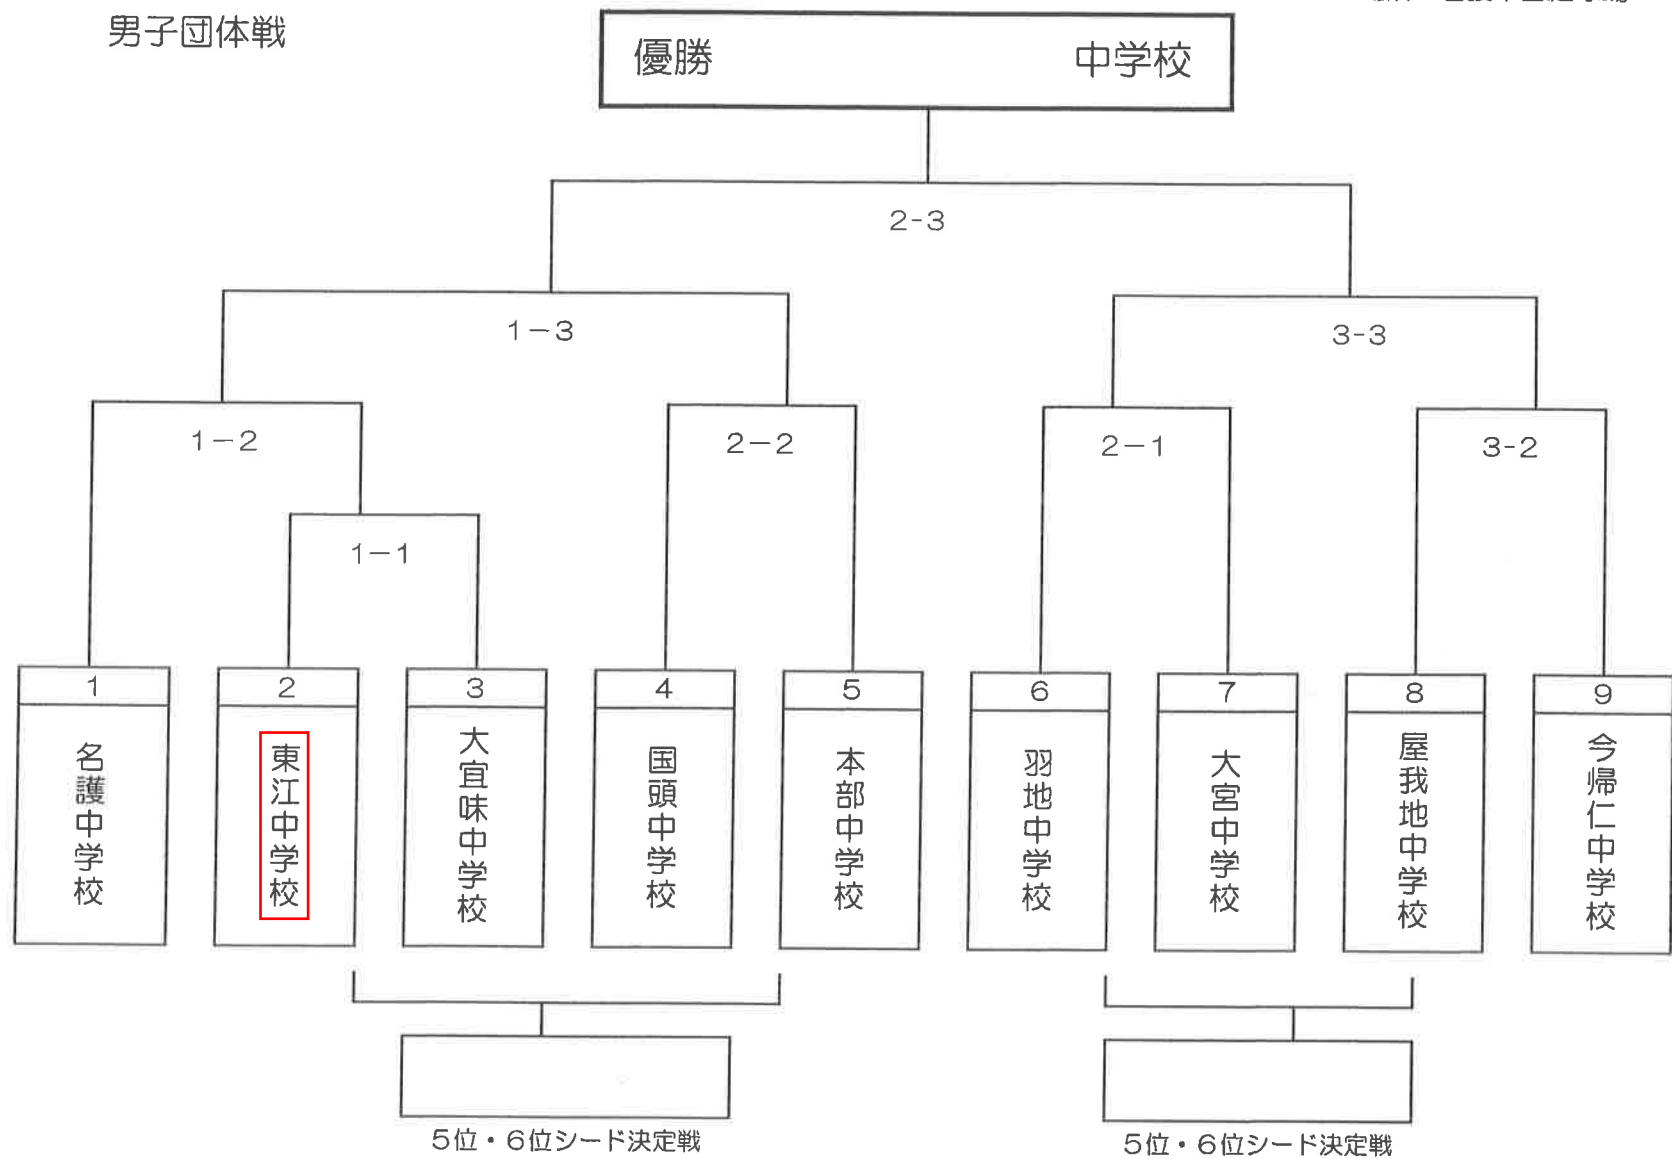 男子団体戦
優勝 中学校
2-3
1-3
3-3
1-2
2-2
2-1
3-2
1-1
1
2
3
4
5
6
7
8
9
名護中学校
東江中学校
大宜味中学校
国頭中学校
本部中学校
羽地中学校
大宮中学校
屋我地中学校
今帰仁中学校
5位・6位シード決定戦
5位・6位シード決定戦